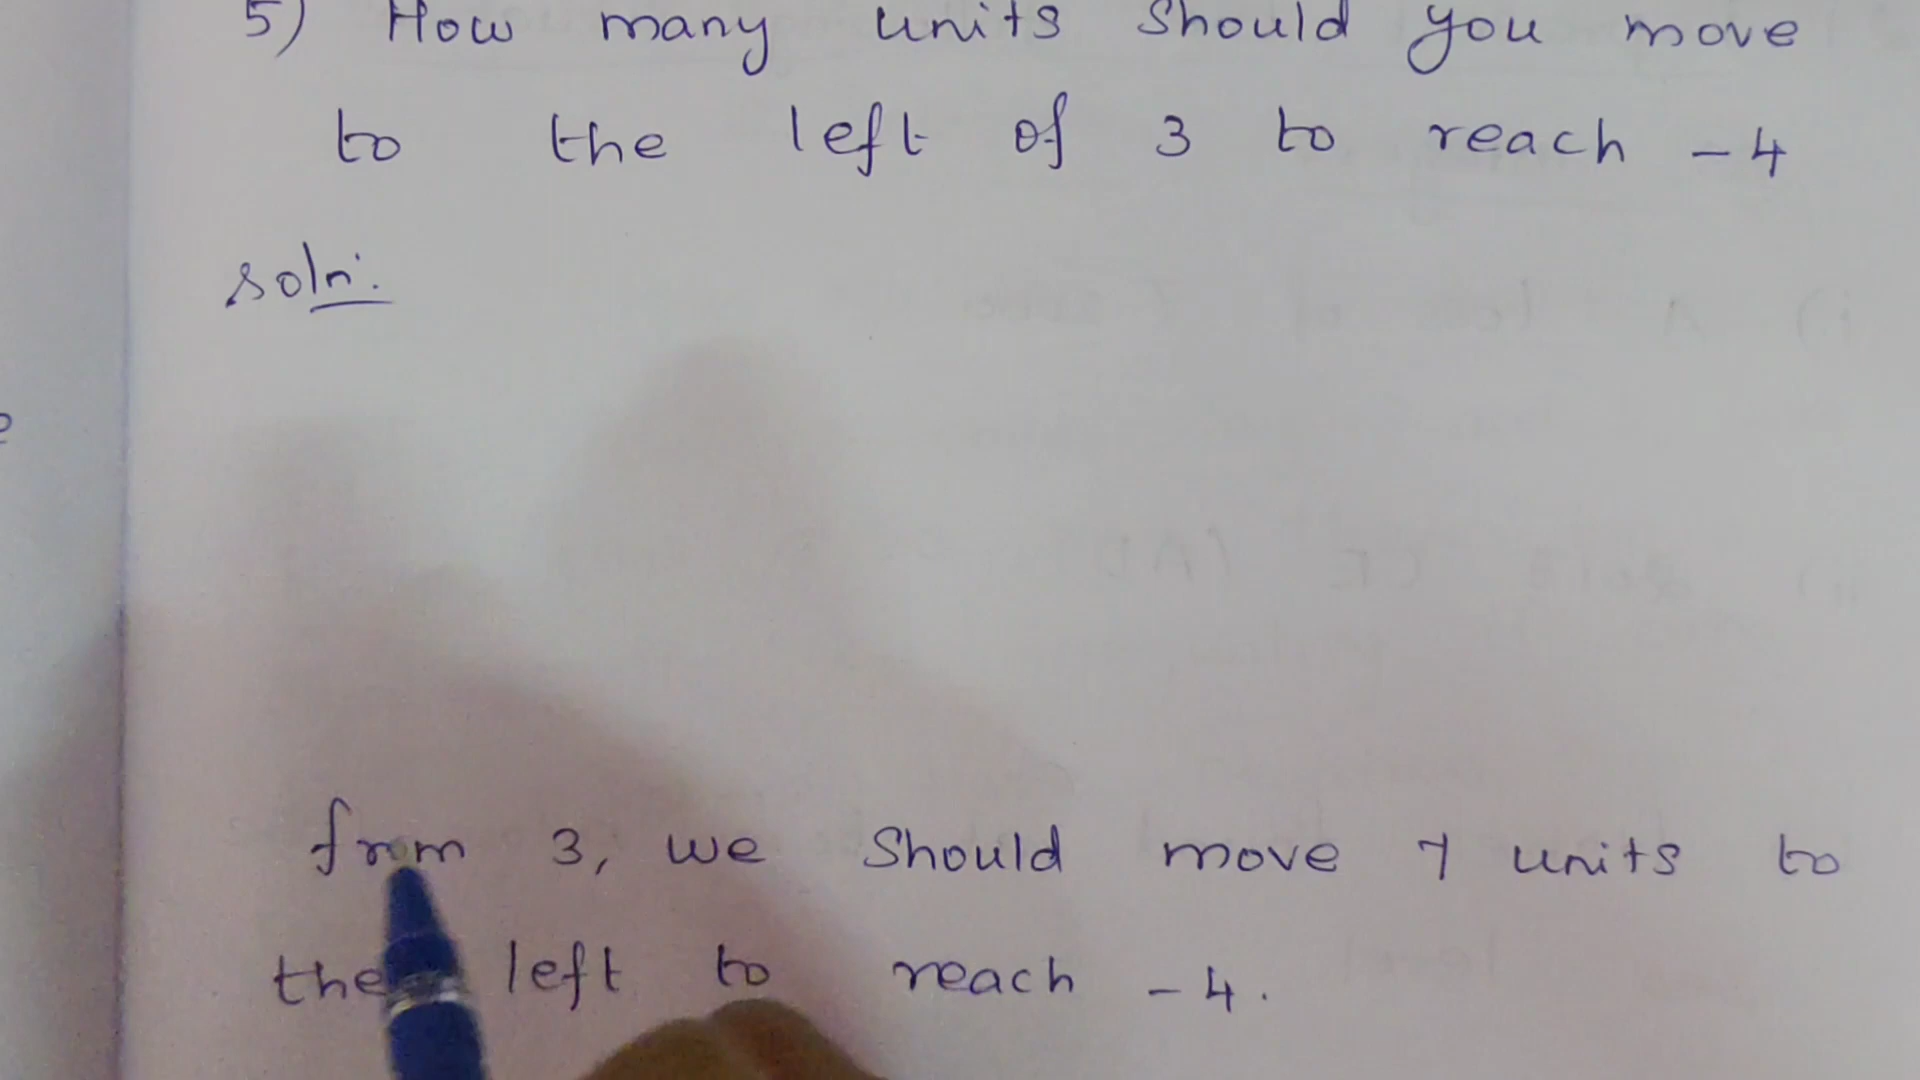 5) How many units should you move
to the left of 3 to reach -4
soln:
from 3, we should move 7 units to
the left to reach -4.